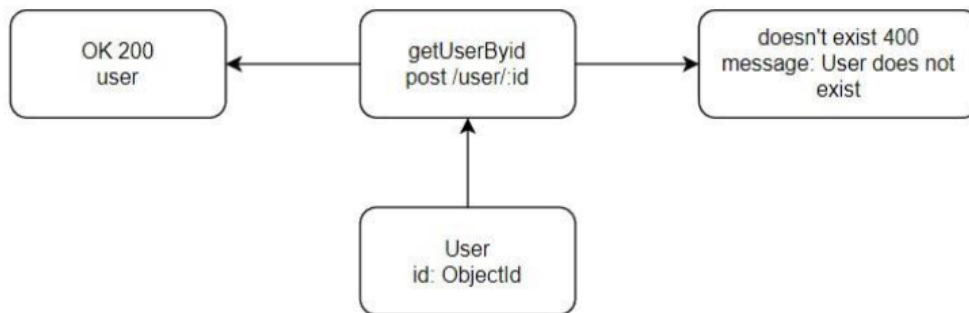 OK 200
user
getUserByid
post /user/:id
doesn't exist 400
message: User does not
exist
User
id: ObjectId